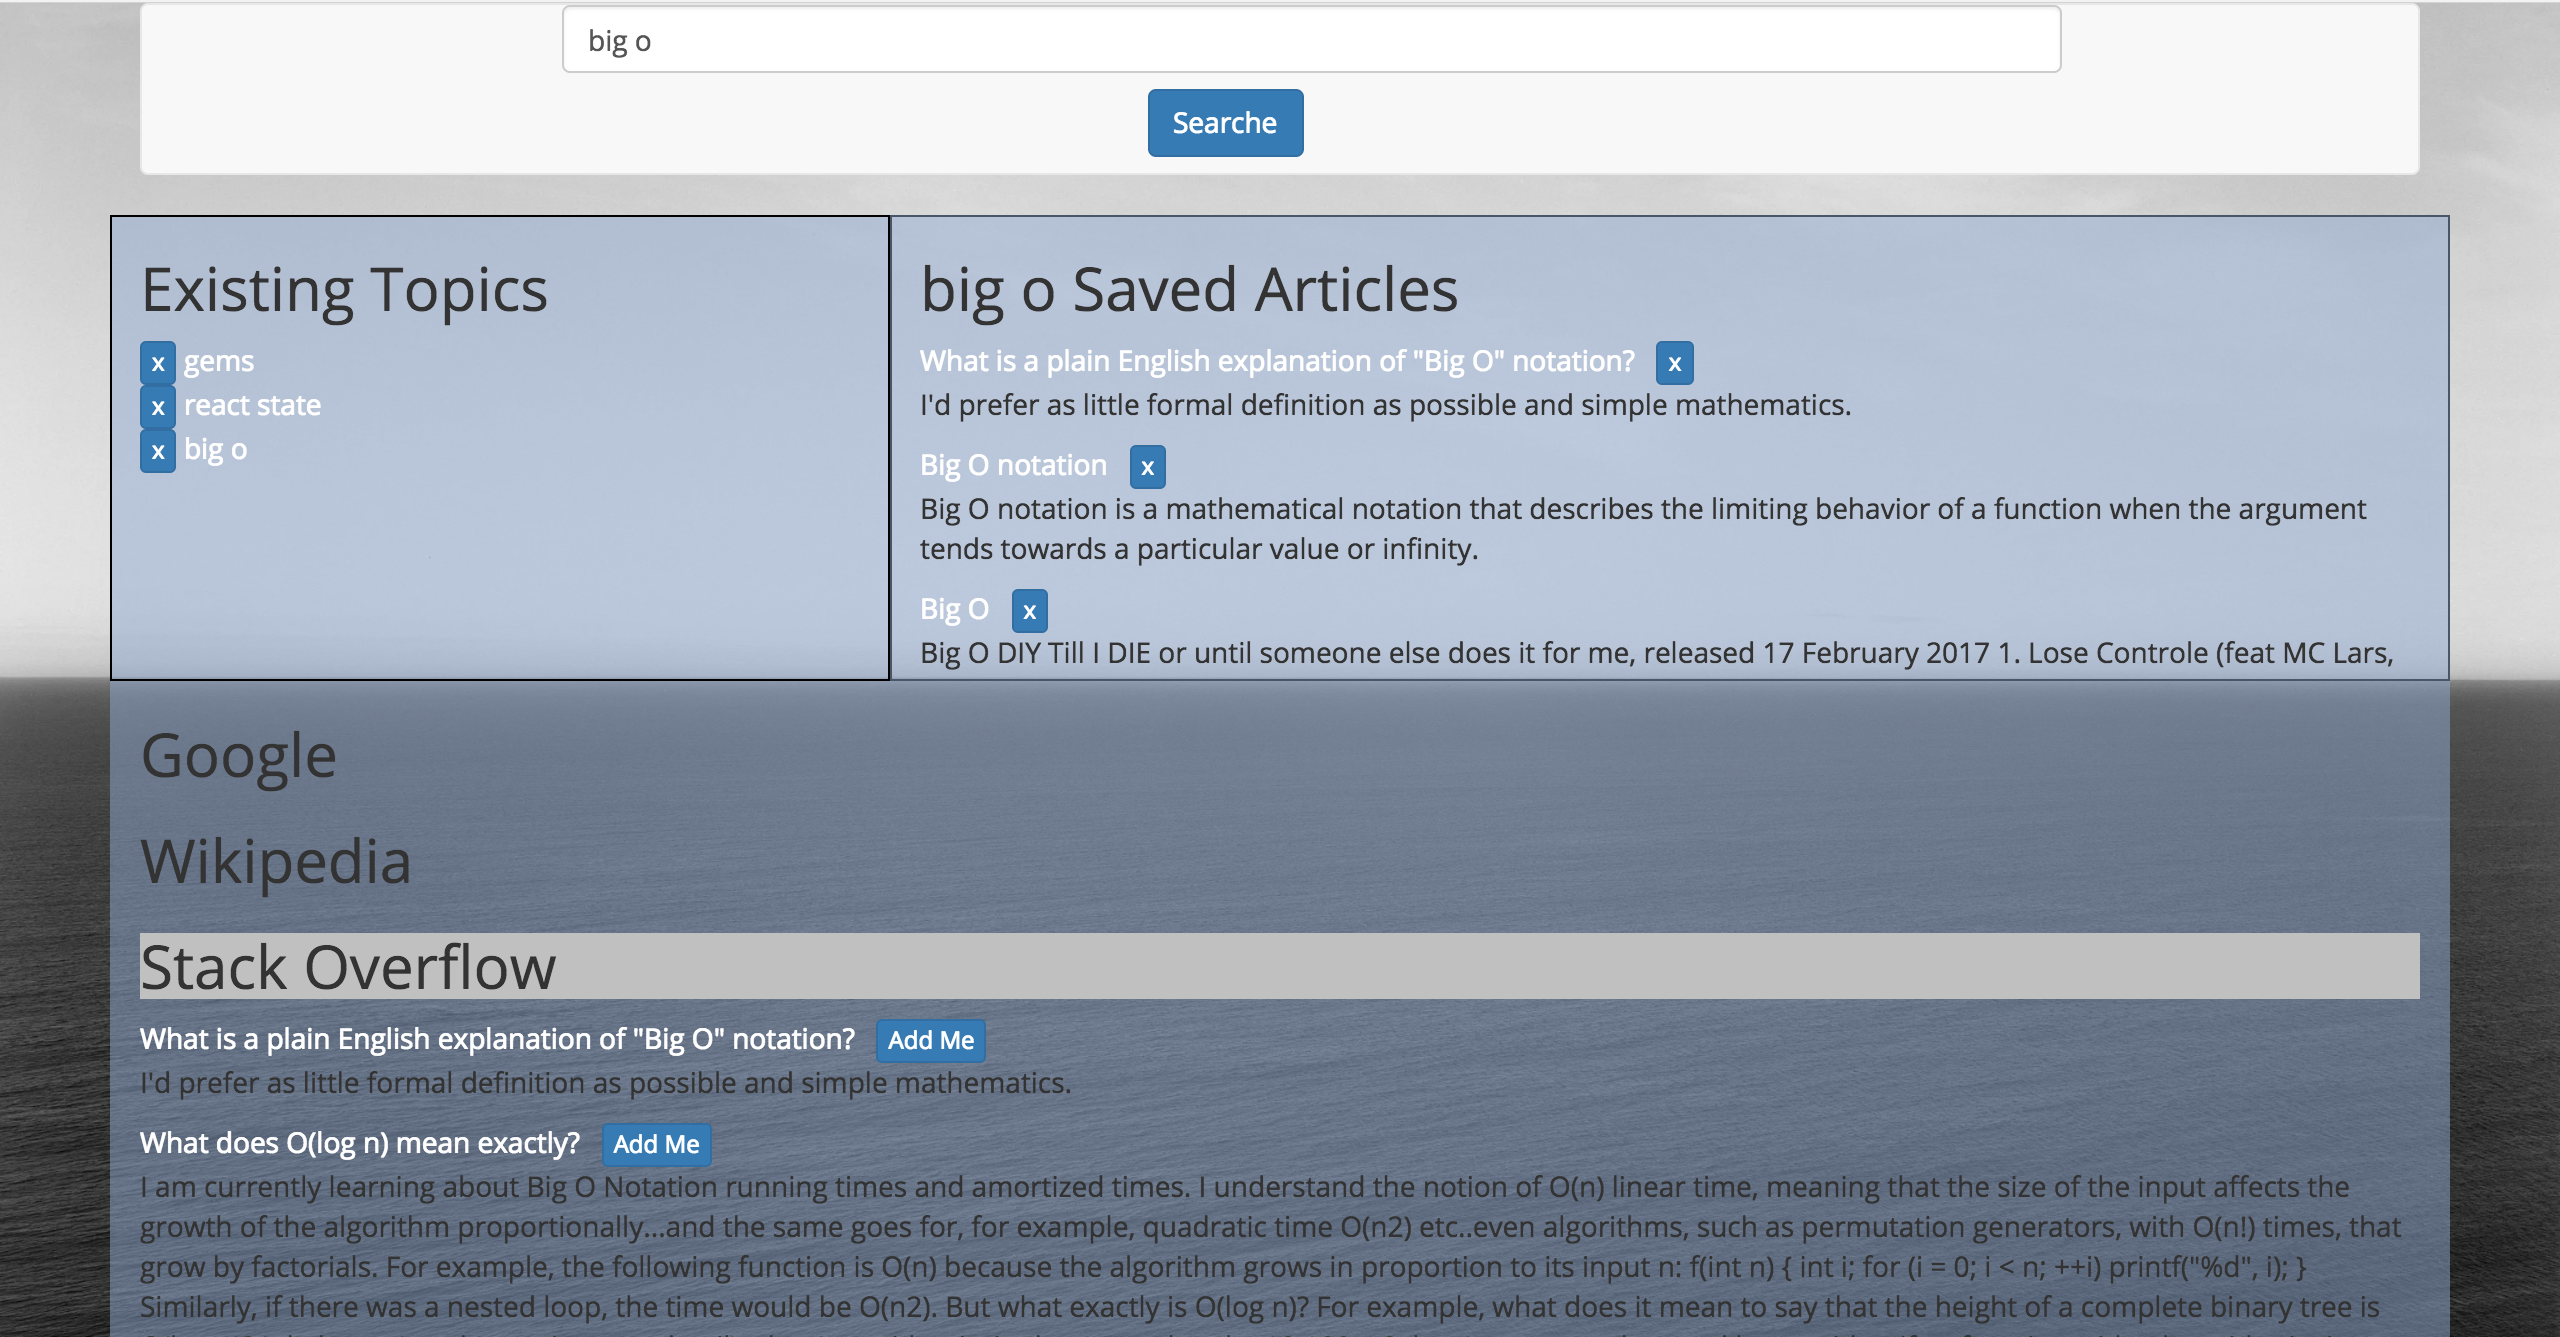 big o
Searche
Existing Topics
x gems
x react state
x big o
big o Saved Articles
What is a plain English explanation of "Big O" notation? x
I'd prefer as little formal definition as possible and simple mathematics.
Big O notation x
Big O notation is a mathematical notation that describes the limiting behavior of a function when the argument
tends towards a particular value or infinity.
Big O x
Big O DIY Till I DIE or until someone else does it for me, released 17 February 2017 1. Lose Controle (feat MC Lars,
Google
Wikipedia
Stack Overflow
What is a plain English explanation of "Big O" notation? Add Me
I'd prefer as little formal definition as possible and simple mathematics.
What does O(log n) mean exactly? Add Me
I am currently learning about Big O Notation running times and amortized times. I understand the notion of O(n) linear time, meaning that the size of the input affects the
growth of the algorithm proportionally...and the same goes for, for example, quadratic time O(n2) etc..even algorithms, such as permutation generators, with O(n!) times, that
grow by factorials. For example, the following function is O(n) because the algorithm grows in proportion to its input n: f(int n) { int i; for (i = 0; i < n; ++i) printf("%d", i); }
Similarly, if there was a nested loop, the time would be O(n2). But what exactly is O(log n)? For example, what does it mean to say that the height of a complete binary tree is